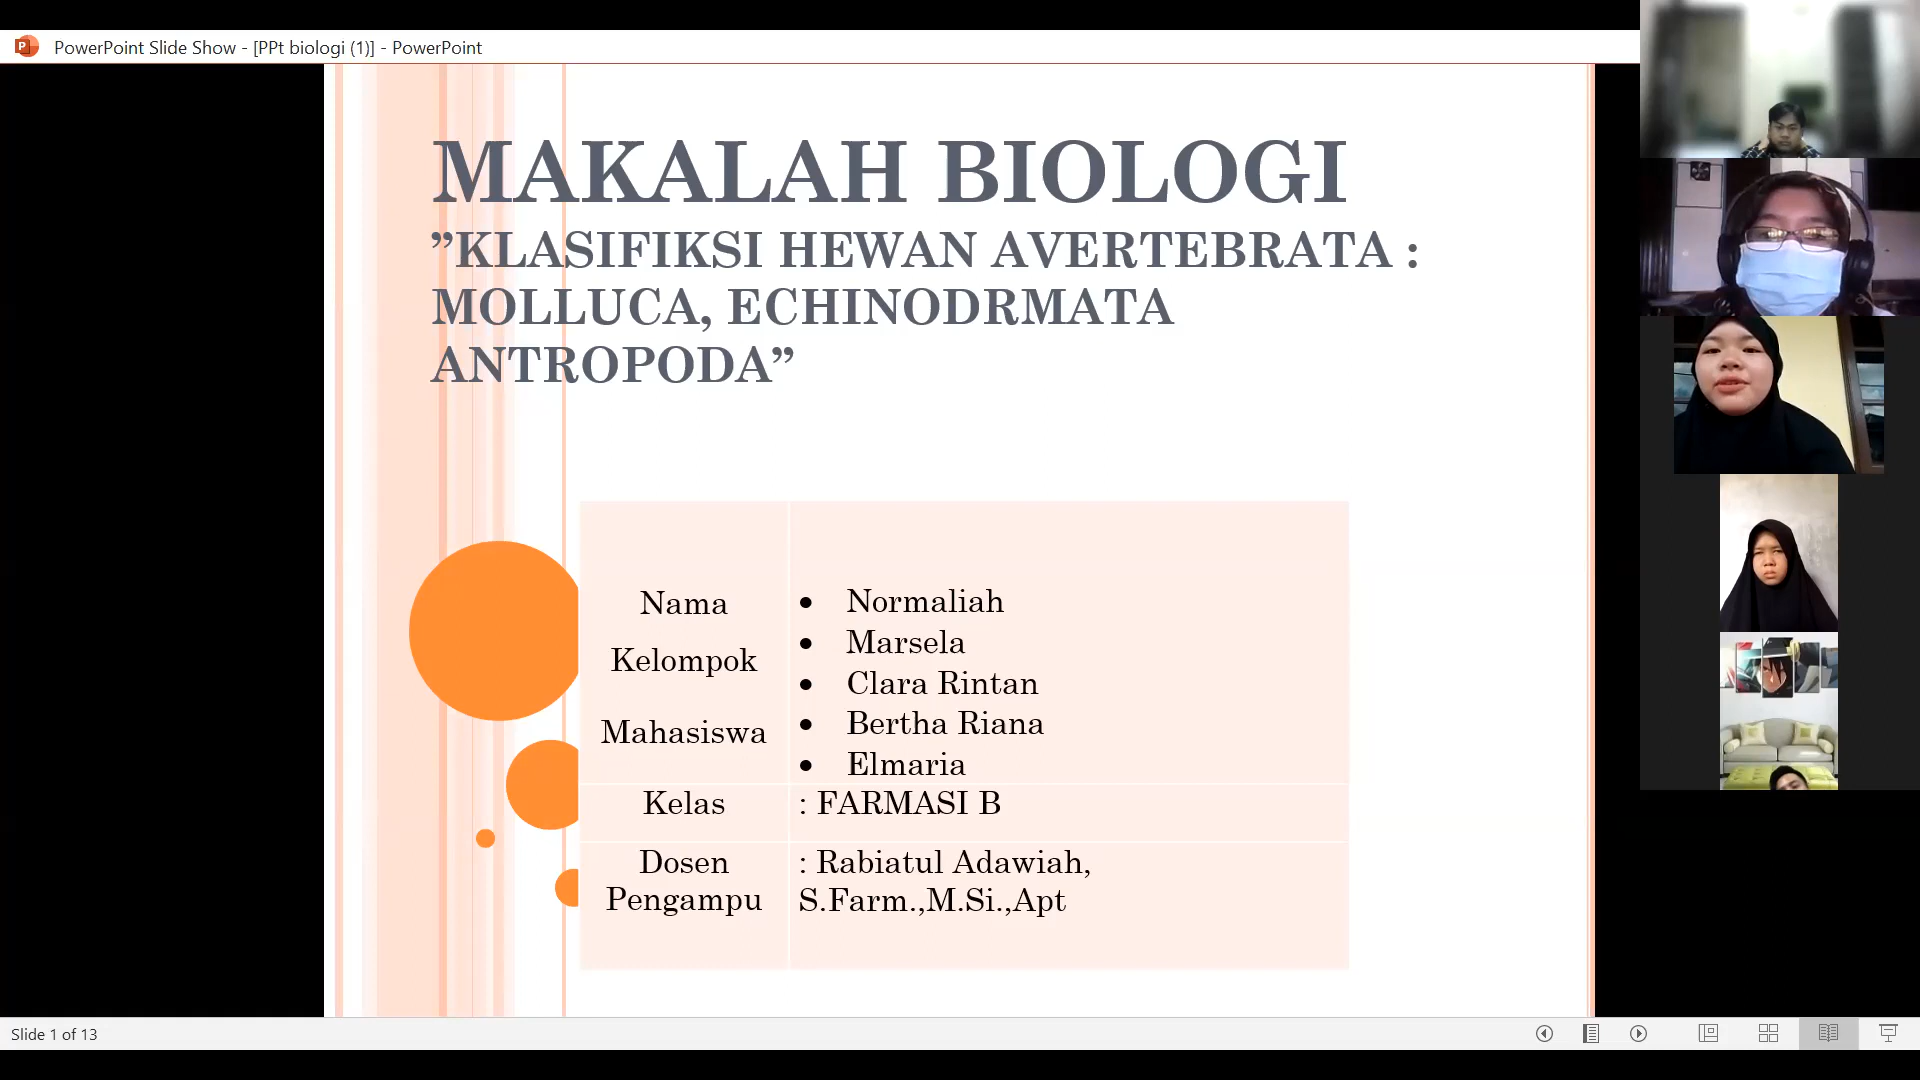 PowerPoint Slide Show - [PPt biologi (1)] - PowerPoint
MAKALAH BIOLOGI
”KLASIFIKSI HEWAN AVERTEBRATA :
MOLLUCA, ECHINODRMATA
ANTROPODA”
Nama
Kelompok
Mahasiswa
• Normaliah
• Marsela
• Clara Rintan
• Bertha Riana
• Elmaria
Kelas : FARMASI B
Dosen
Pengampu
: Rabiatul Adawiah,
S.Farm.,M.Si.,Apt
Slide 1 of 13